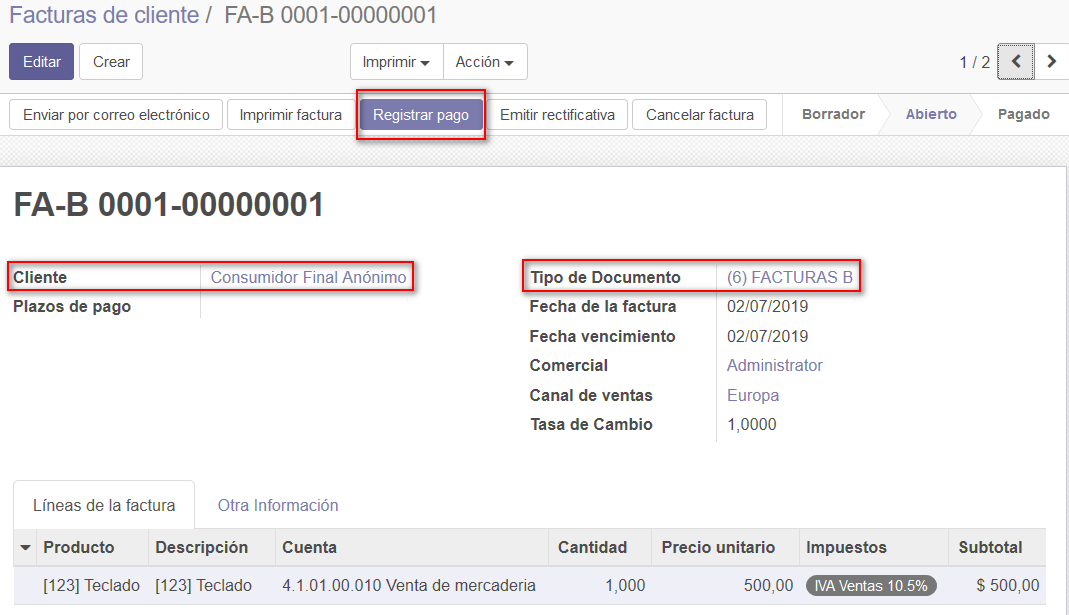 Facturas de cliente / FA-B 0001-00000001
Editar Crear Imprimir Acción 1 / 2
Enviar por correo electrónico Imprimir factura Registrar pago Emitir rectificativa Cancelar factura Borrador Abierto Pagado
FA-B 0001-00000001
Cliente Consumidor Final Anónimo Tipo de Documento (6) FACTURAS B
Plazos de pago Fecha de la factura 02/07/2019
Fecha vencimiento 02/07/2019
Comercial Administrator
Canal de ventas Europa
Tasa de Cambio 1,0000
Líneas de la factura Otra Información
Producto Descripción Cuenta Cantidad Precio unitario Impuestos Subtotal
[123] Teclado [123] Teclado 4.1.01.00.010 Venta de mercaderia 1,000 500,00 IVA Ventas 10.5% $ 500,00